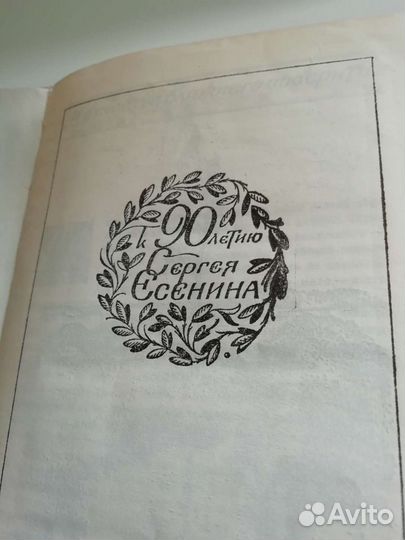 к 90летию
Сергея
Есенина
Avito